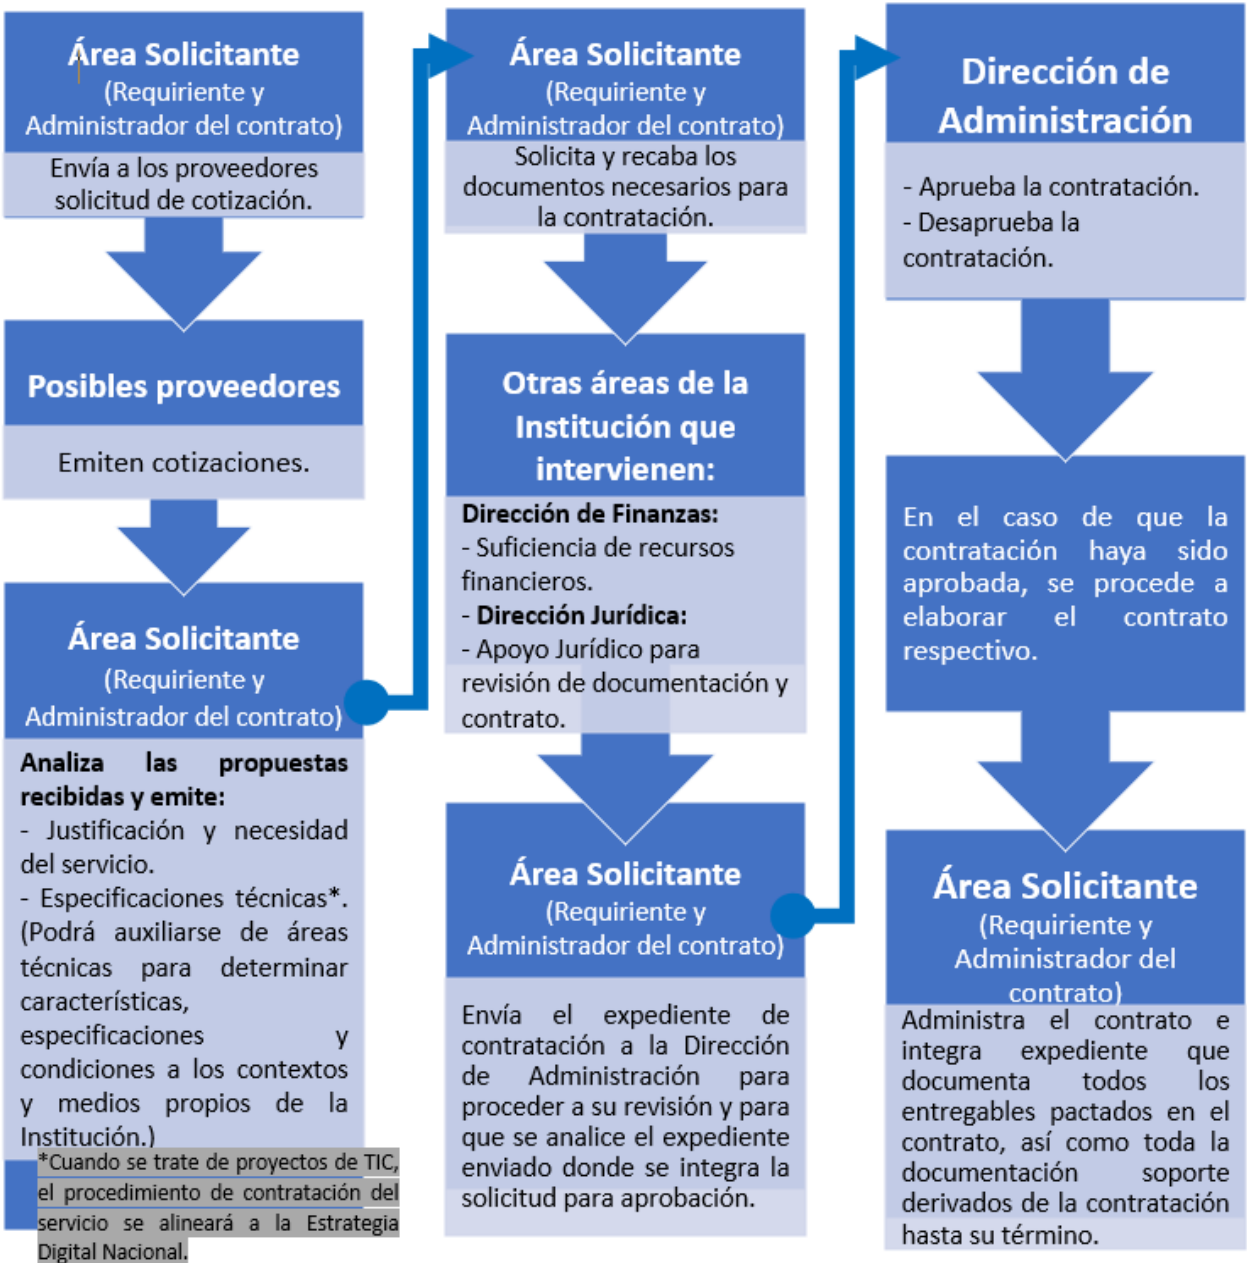 Área Solicitante
(Requiriente y
Administrador del contrato)
Envía a los proveedores
solicitud de cotización.
Posibles proveedores
Emiten cotizaciones.
Área Solicitante
(Requiriente y
Administrador del contrato)
Analiza las propuestas
recibidas y emite:
- Justificación y necesidad
del servicio.
- Especificaciones técnicas*.
(Podrá auxiliarse de áreas
técnicas para determinar
características,
especificaciones y
condiciones a los contextos
y medios propios de la
Institución.)
*Cuando se trate de proyectos de TIC,
el procedimiento de contratación del
servicio se alineará a la Estrategia
Digital Nacional.
Área Solicitante
(Requiriente y
Administrador del contrato)
Solicita y recaba los
documentos necesarios para
la contratación.
Otras áreas de la
Institución que
intervienen:
Dirección de Finanzas:
- Suficiencia de recursos
financieros.
- Dirección Jurídica:
- Apoyo Jurídico para
revisión de documentación y
contrato.
Área Solicitante
(Requiriente y
Administrador del contrato)
Envía el expediente de
contratación a la Dirección
de Administración para
proceder a su revisión y para
que se analice el expediente
enviado donde se integra la
solicitud para aprobación.
Dirección de
Administración
- Aprueba la contratación.
- Desaprueba la
contratación.
En el caso de que la
contratación haya sido
aprobada, se procede a
elaborar el contrato
respectivo.
Área Solicitante
(Requiriente y
Administrador del
contrato)
Administra el contrato e
integra expediente que
documenta todos los
entregables pactados en el
contrato, así como toda la
documentación soporte
derivados de la contratación
hasta su término.